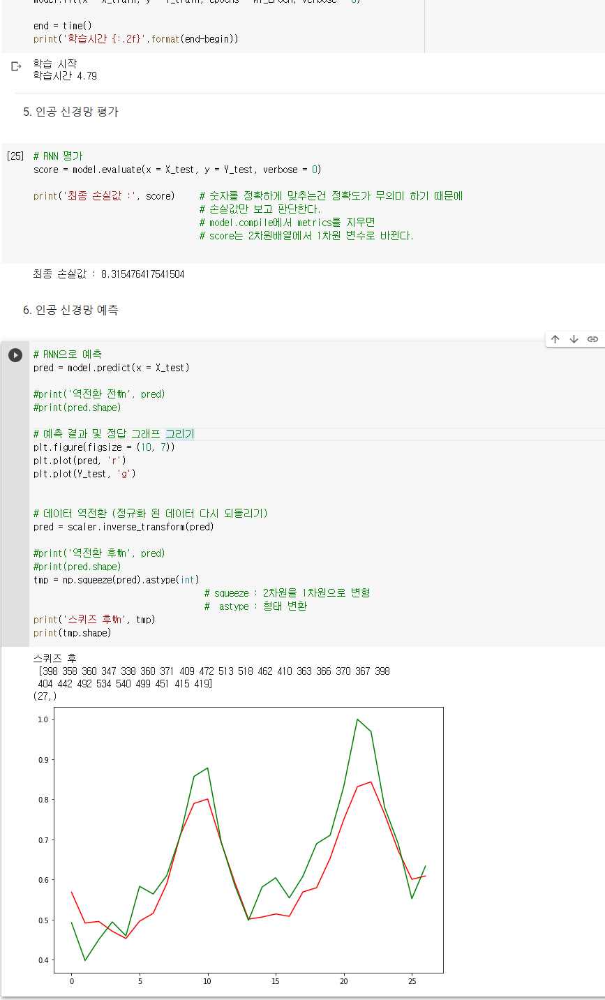 model.fit(x = X_train, y = Y_train, epochs = MY_EPOCH, verbose = 0)
end = time()
print('학습시간 {:.2f}'.format(end-begin))
학습 시작
학습시간 4.79
5. 인공 신경망 평가
[25] # RNN 평가
score = model.evaluate(x = X_test, y = Y_test, verbose = 0)
print('최종 손실값 :', score) # 숫자를 정확하게 맞추는건 정확도가 무의미 하기 때문에
# 손실값만 보고 판단한다.
# model.compile에서 metrics를 지우면
# score는 2차원배열에서 1차원 변수로 바뀐다.
최종 손실값 : 8.315476417541504
6. 인공 신경망 예측
# RNN으로 예측
pred = model.predict(x = X_test)
#print('역전환 전₩n', pred)
#print(pred.shape)
# 예측 결과 및 정답 그래프 그리기
plt.figure(figsize = (10, 7))
plt.plot(pred, 'r')
plt.plot(Y_test, 'g')
# 데이터 역전환 (정규화 된 데이터 다시 되돌리기)
pred = scaler.inverse_transform(pred)
#print('역전환 후₩n', pred)
#print(pred.shape)
tmp = np.squeeze(pred).astype(int)
# squeeze : 2차원을 1차원으로 변형
# astype : 형태 변환
print('스퀴즈 후₩n', tmp)
print(tmp.shape)
스퀴즈 후
[398 358 360 347 338 360 371 409 472 513 518 462 410 363 366 370 367 398
404 442 492 534 540 499 451 415 419]
(27,)
1.0
0.9
0.8
0.7
0.6
0.5
0.4
0 5 10 15 20 25